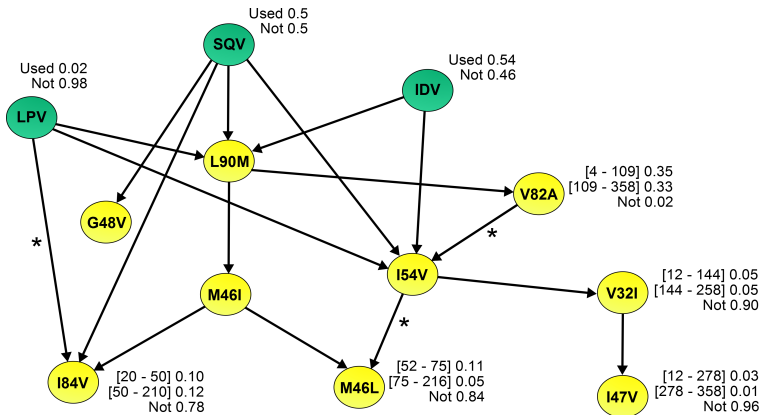 Used 0.5
Not 0.5
SQV
Used 0.54
Not 0.46
Used 0.02
Not 0.98
IDV
LPV
L90M
[4 - 109] 0.35
[109 - 358] 0.33
Not 0.02
V82A
G48V
*
*
I54V
[12 - 144] 0.05
[144 - 258] 0.05
Not 0.90
V32I
M46I
*
[52 - 75] 0.11
[75 - 216] 0.05
Not 0.84
M46L
[20 - 50] 0.10
[50 - 210] 0.12
Not 0.78
I84V
[12 - 278] 0.03
[278 - 358] 0.01
Not 0.96
I47V